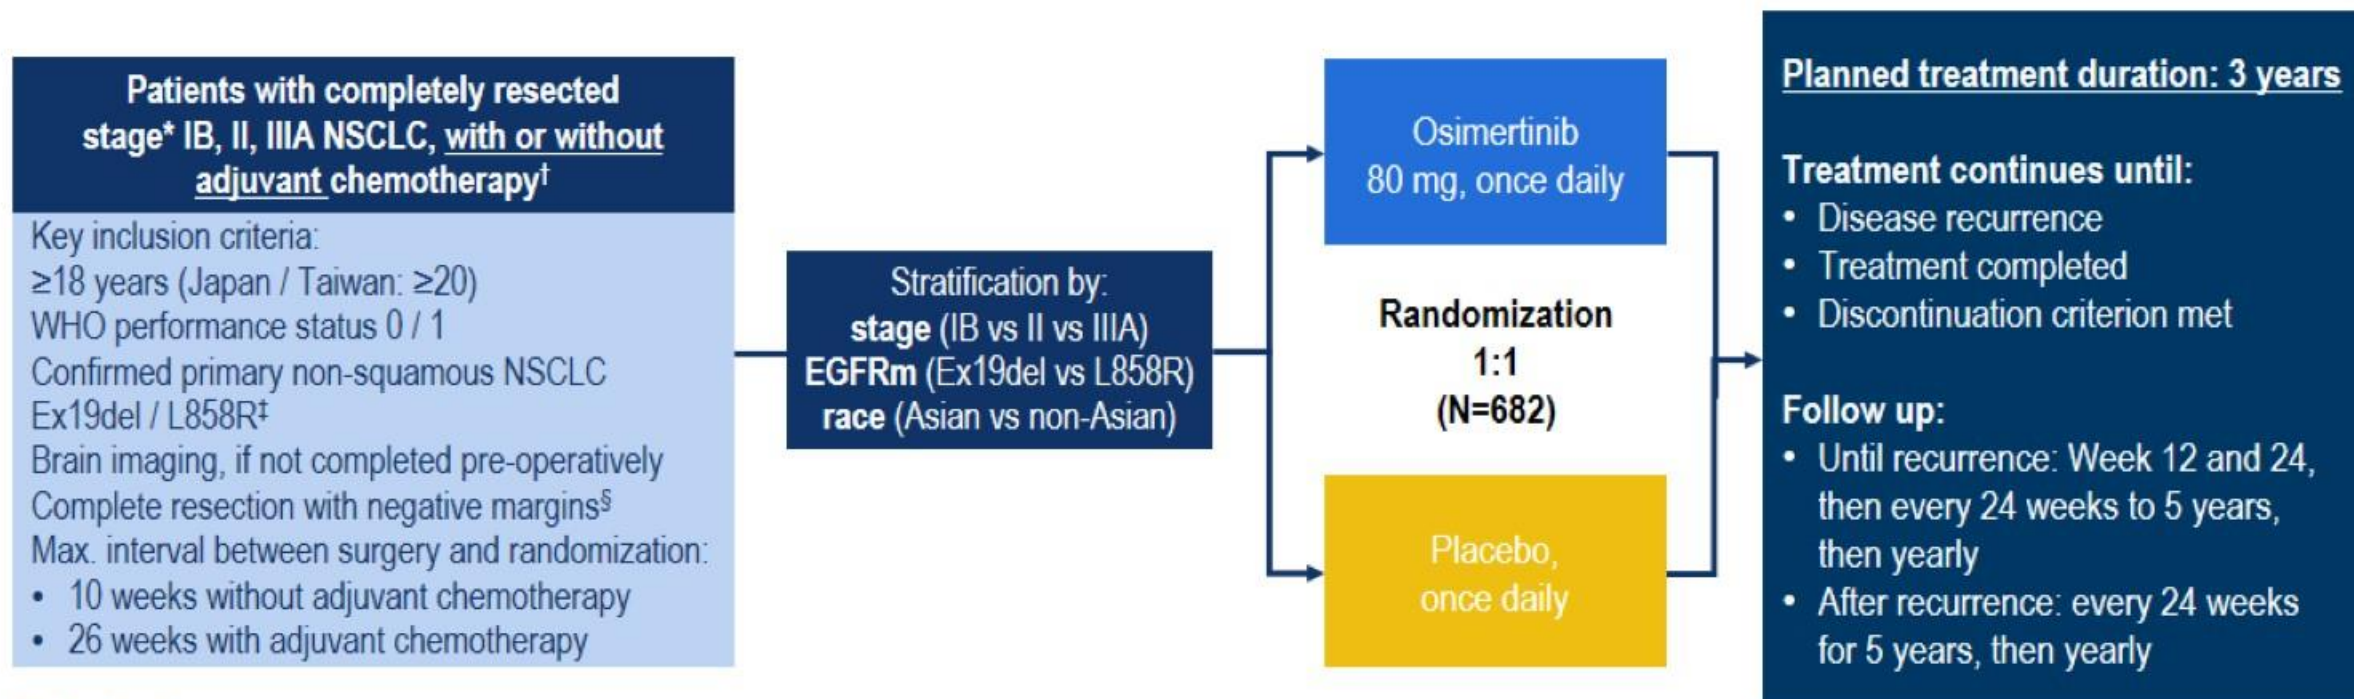 Patients with completely resected
stage* IB, II, IIIA NSCLC, with or without
adjuvant chemotherapy†
Key inclusion criteria:
≥18 years (Japan / Taiwan: ≥20)
WHO performance status 0 / 1
Confirmed primary non-squamous NSCLC
Ex19del / L858R‡
Brain imaging, if not completed pre-operatively
Complete resection with negative margins§
Max. interval between surgery and randomization:
• 10 weeks without adjuvant chemotherapy
• 26 weeks with adjuvant chemotherapy
Stratification by:
stage (IB vs II vs IIIA)
EGFRm (Ex19del vs L858R)
race (Asian vs non-Asian)
Osimertinib
80 mg, once daily
Randomization
1:1
(N=682)
Placebo,
once daily
Planned treatment duration: 3 years
Treatment continues until:
• Disease recurrence
• Treatment completed
• Discontinuation criterion met
Follow up:
• Until recurrence: Week 12 and 24,
then every 24 weeks to 5 years,
then yearly
• After recurrence: every 24 weeks
for 5 years, then yearly